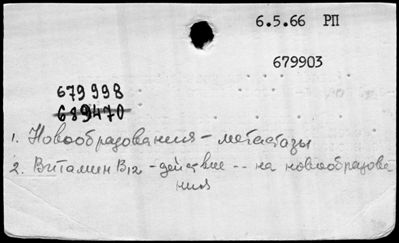 6.5.66 РП
679903
679998
689470
1. Новообразования - метастазы
2. Витамин B12 - действие -- на новообразова
ния